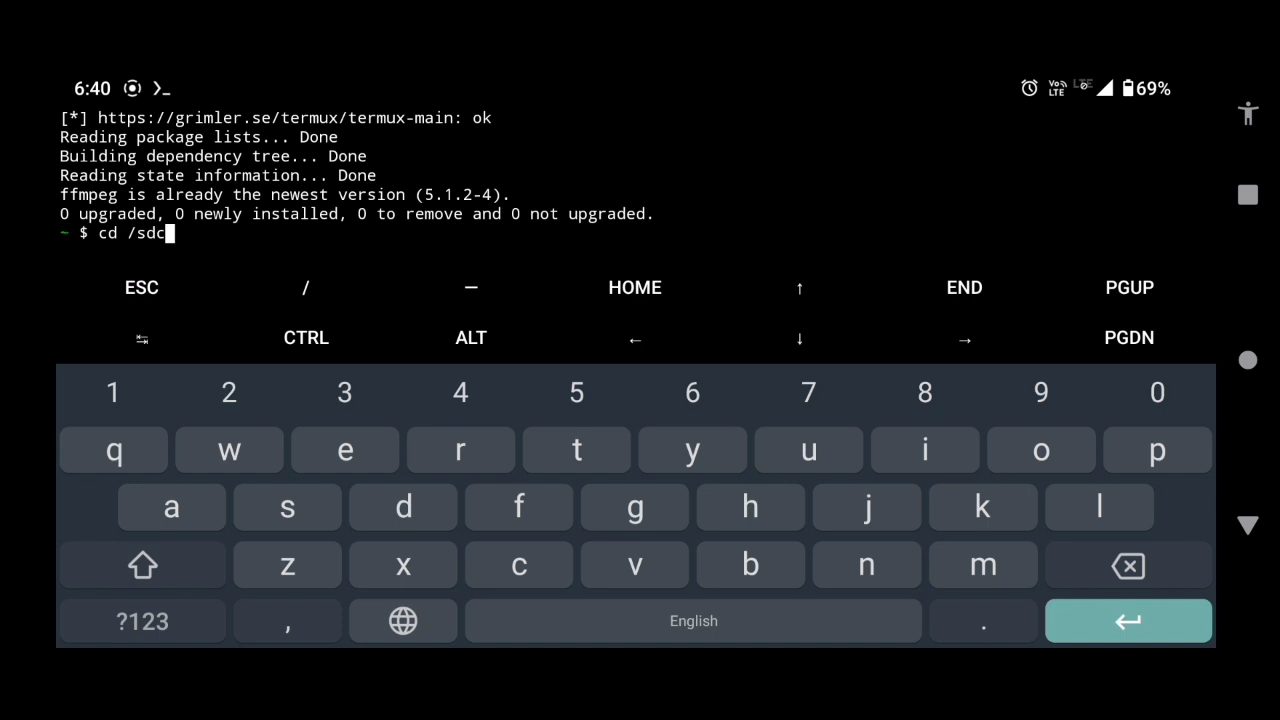 6:40 69%
VoLTE LTE
[*] https://grimler.se/termux/termux-main: ok
Reading package lists... Done
Building dependency tree... Done
Reading state information... Done
ffmpeg is already the newest version (5.1.2-4).
0 upgraded, 0 newly installed, 0 to remove and 0 not upgraded.
~ $ cd /sdc
ESC / — HOME ↑ END PGUP
↹ CTRL ALT ← ↓ → PGDN
1 2 3 4 5 6 7 8 9 0
q w e r t y u i o p
a s d f g h j k l
z x c v b n m
?123 , English .